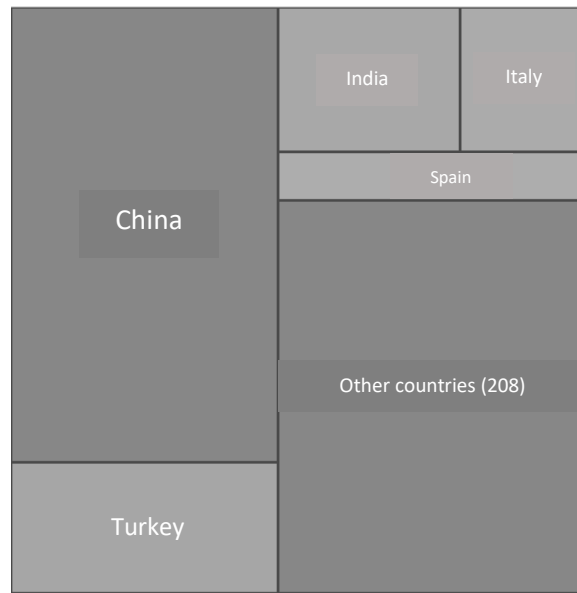 India
Italy
Spain
China
Other countries (208)
Turkey